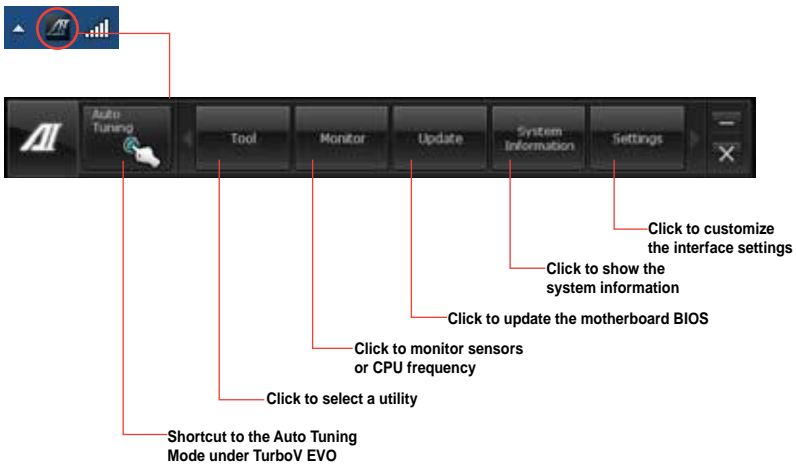 Auto
Tuning
Tool
Monitor
Update
System
Information
Settings
Click to customize
the interface settings
Click to show the
system information
Click to update the motherboard BIOS
Click to monitor sensors
or CPU frequency
Click to select a utility
Shortcut to the Auto Tuning
Mode under TurboV EVO